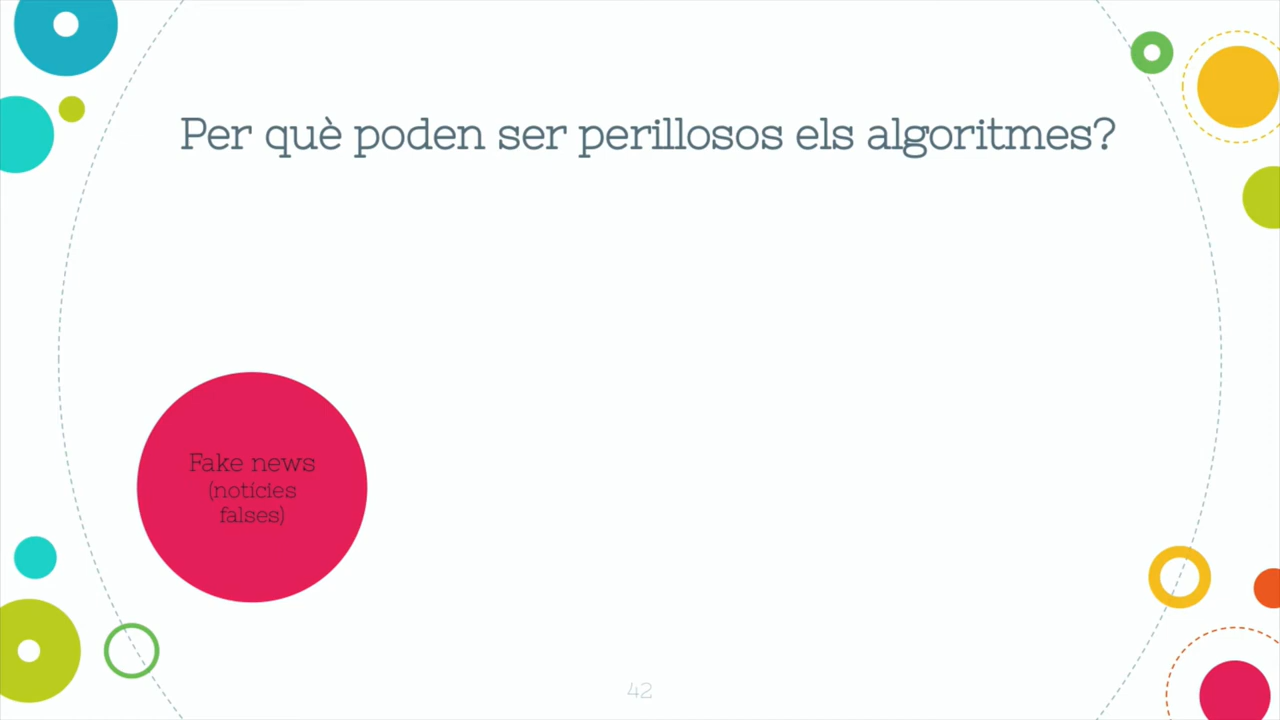 Per què poden ser perillosos els algoritmes?
Fake news
(notícies
falses)
42